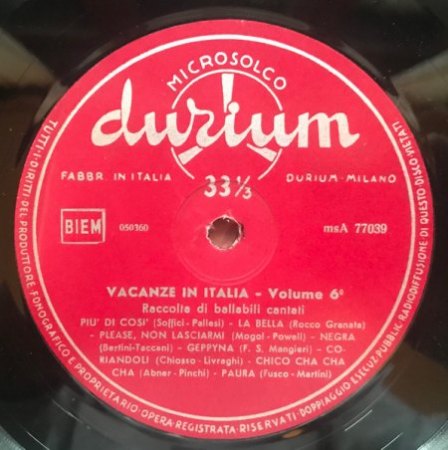 MICROSOLCO
durium
FABBR. IN ITALIA
33⅓
DURIUM - MILANO
BIEM
050360
msA 77039
VACANZE IN ITALIA - Volume 6°
Raccolta di ballabili cantati
PIU' DI COSI' (Soffici - Pallesi) - LA BELLA (Rocco Granata)
- PLEASE, NON LASCIARMI (Mogol - Powell) - NEGRA
(Bertini-Taccani) - GEPPYNA (F. S. Mangieri) - CO-
RIANDOLI (Chiosso - Livraghi) - CHICO CHA CHA
CHA (Abner - Pinchi) - PAURA (Fusco - Martini)
TUTTI I DIRITTI DEL PRODUTTORE FONOGRAFICO E PROPRIETARIO OPERA REGISTRATA RISERVATI - DOPPIAGGIO ESECUZ. PUBBLIC. RADIODIFFUSIONE DI QUESTO DISCO VIETATI